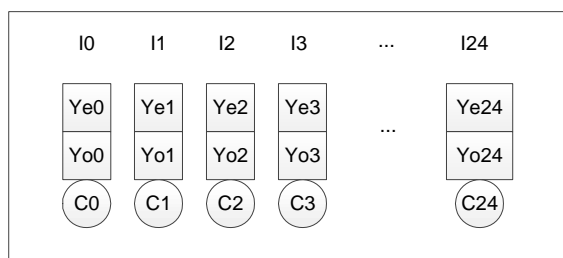 I0 I1 I2 I3 ... I24
Ye0 Ye1 Ye2 Ye3 Ye24
...
Yo0 Yo1 Yo2 Yo3 Yo24
C0 C1 C2 C3 C24